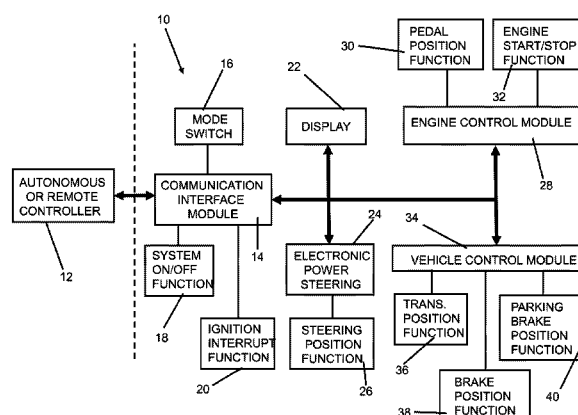 10
16
MODE
SWITCH
22
DISPLAY
30
PEDAL
POSITION
FUNCTION
ENGINE
START/STOP
FUNCTION
32
ENGINE CONTROL MODULE
28
AUTONOMOUS
OR REMOTE
CONTROLLER
12
COMMUNICATION
INTERFACE
MODULE
14
SYSTEM
ON/OFF
FUNCTION
18
IGNITION
INTERRUPT
FUNCTION
20
24
ELECTRONIC
POWER
STEERING
STEERING
POSITION
FUNCTION
26
34
VEHICLE CONTROL MODULE
TRANS.
POSITION
FUNCTION
36
BRAKE
POSITION
FUNCTION
38
PARKING
BRAKE
POSITION
FUNCTION
40